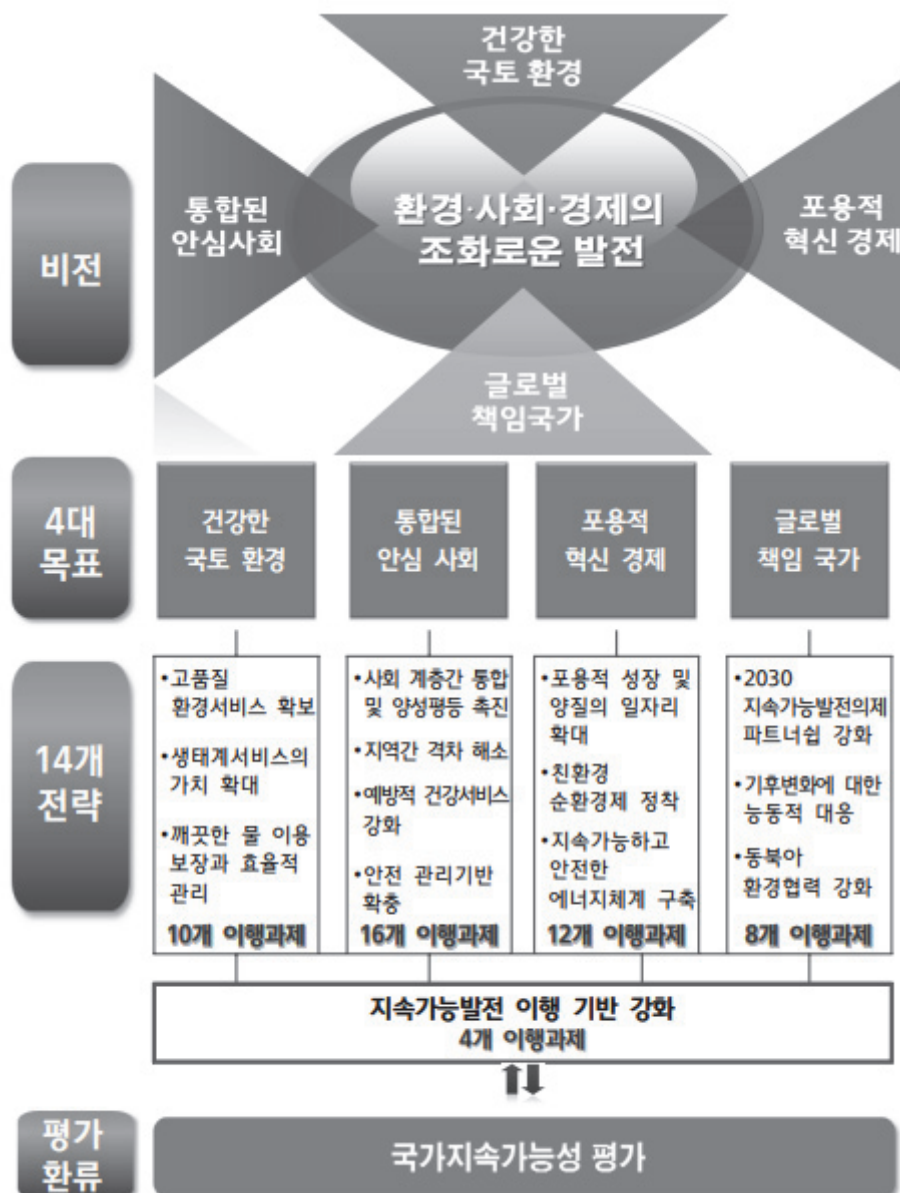 건강한
국토 환경
통합된
안심사회
환경·사회·경제의
조화로운 발전
포용적
혁신 경제
글로벌
책임국가
비전
4대
목표
건강한
국토 환경
통합된
안심 사회
포용적
혁신 경제
글로벌
책임 국가
14개
전략
•고품질
환경서비스 확보
•생태계서비스의
가치 확대
•깨끗한 물 이용
보장과 효율적
관리
10개 이행과제
•사회 계층간 통합
및 양성평등 촉진
•지역간 격차 해소
•예방적 건강서비스
강화
•안전 관리기반
확충
16개 이행과제
•포용적 성장 및
양질의 일자리
확대
•친환경
순환경제 정착
•지속가능하고
안전한
에너지체계 구축
12개 이행과제
•2030
지속가능발전의제
파트너쉽 강화
•기후변화에 대한
능동적 대응
•동북아
환경협력 강화
8개 이행과제
지속가능발전 이행 기반 강화
4개 이행과제
평가
환류
국가지속가능성 평가